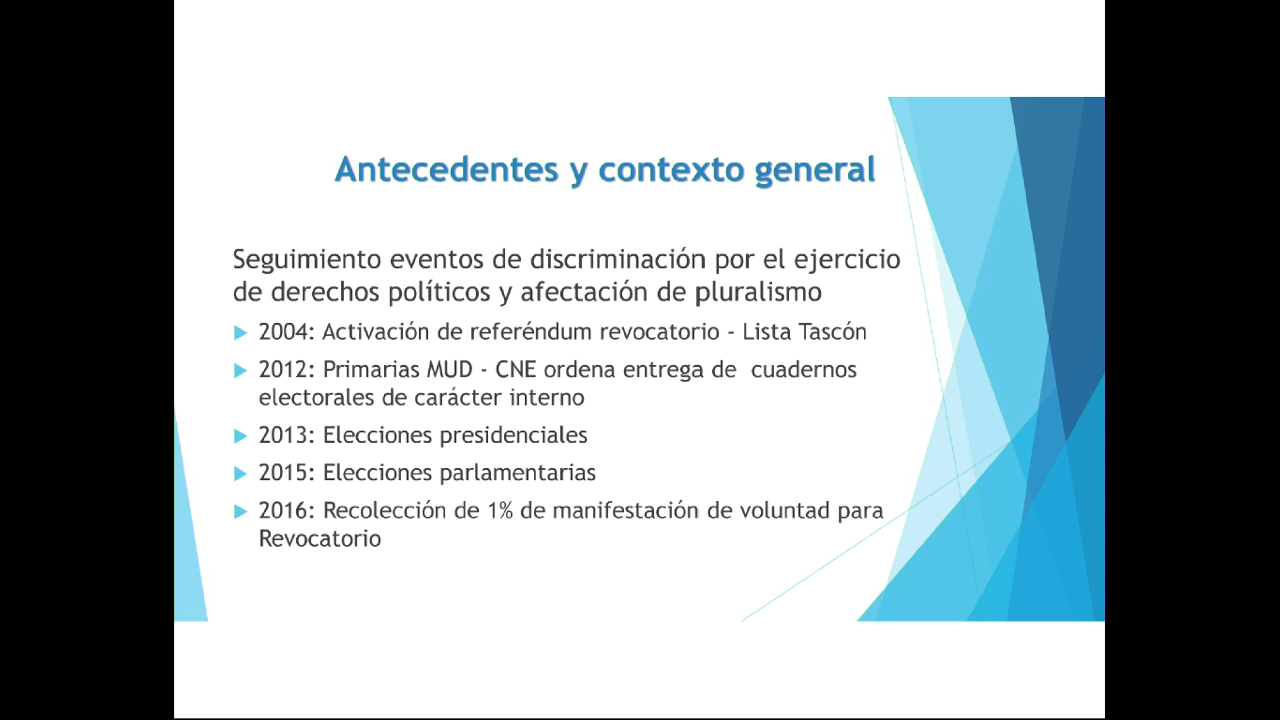 Antecedentes y contexto general
Seguimiento eventos de discriminación por el ejercicio
de derechos políticos y afectación de pluralismo
2004: Activación de referéndum revocatorio - Lista Tascón
2012: Primarias MUD - CNE ordena entrega de cuadernos
electorales de carácter interno
2013: Elecciones presidenciales
2015: Elecciones parlamentarias
2016: Recolección de 1% de manifestación de voluntad para
Revocatorio